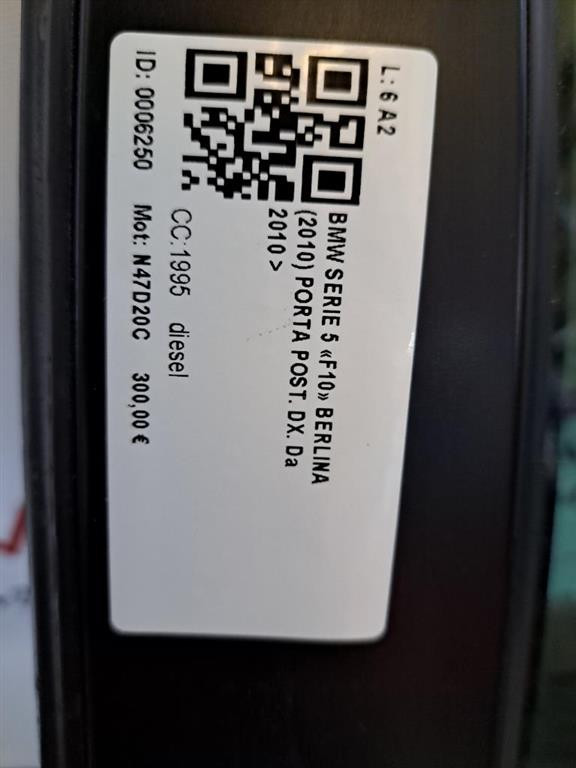 L: 6 A2
BMW SERIE 5 «F10» BERLINA
(2010) PORTA POST. DX. Da
2010 >
CC:1995 diesel
ID: 0006250 Mot: N47D20C 300,00 €